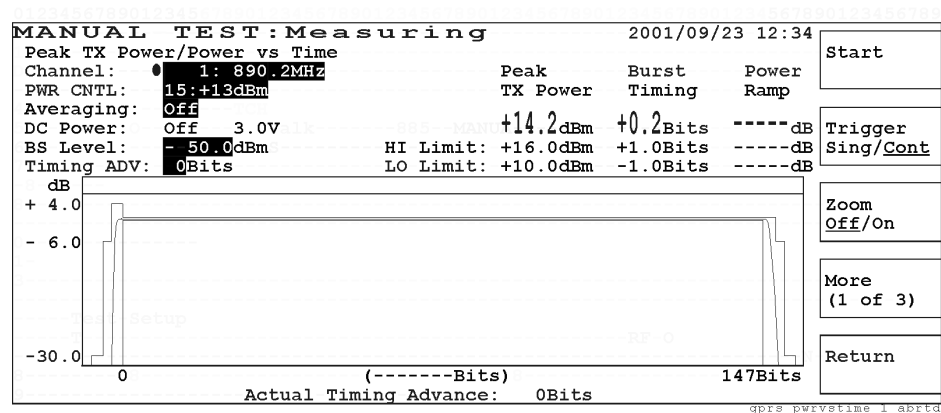 MANUAL TEST:Measuring 2001/09/23 12:34
Peak TX Power/Power vs Time
Channel: 1: 890.2MHz Peak Burst Power
PWR CNTL: 15:+13dBm TX Power Timing Ramp
Averaging: Off
DC Power: Off 3.0V +14.2dBm +0.2Bits -----dB
BS Level: - 50.0dBm HI Limit: +16.0dBm +1.0Bits -----dB
Timing ADV: 0Bits LO Limit: +10.0dBm -1.0Bits -----dB
dB
+ 4.0
- 6.0
-30.0
0 (-------Bits) 147Bits
Actual Timing Advance: 0Bits
Start
Trigger
Sing/Cont
Zoom
Off/On
More
(1 of 3)
Return
gprs pwrvstime 1 abrtd